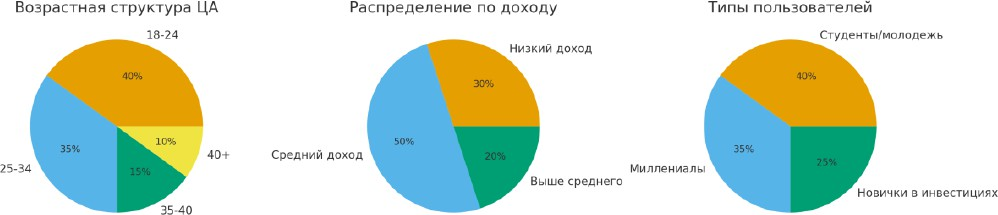 Возрастная структура ЦА
18-24
40%
25-34
35%
35-40
15%
40+
10%
Распределение по доходу
Низкий доход
30%
Средний доход
50%
Выше среднего
20%
Типы пользователей
Студенты/молодежь
40%
Миллениалы
35%
Новички в инвестициях
25%